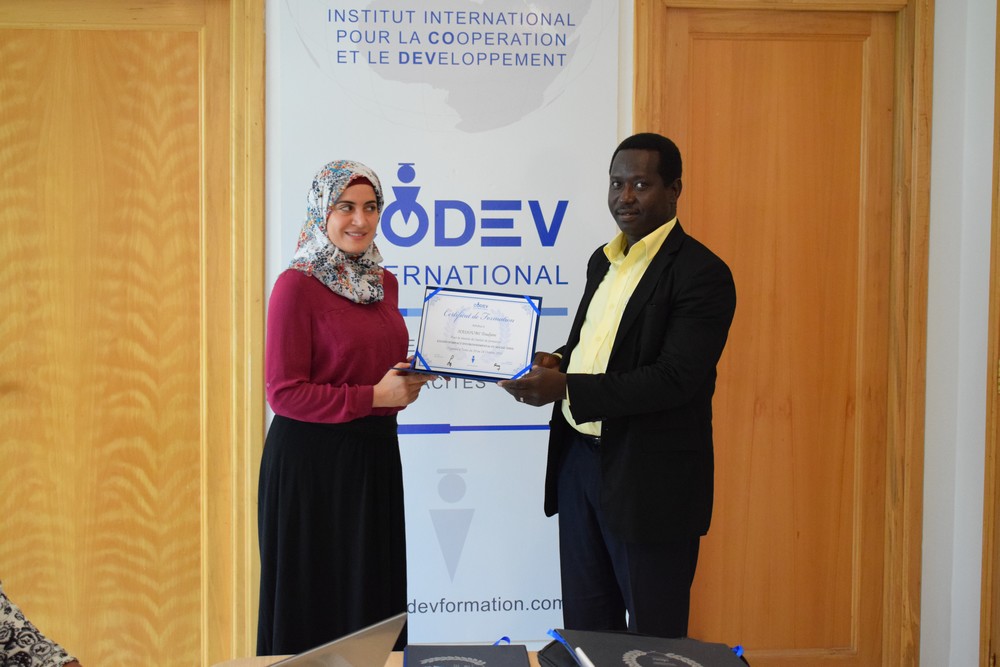 INSTITUT INTERNATIONAL
POUR LA COOPERATION
ET LE DEVELOPPEMENT
ODEV
ERNATIONAL
Certificat de Formation
ACITES
devformation.com